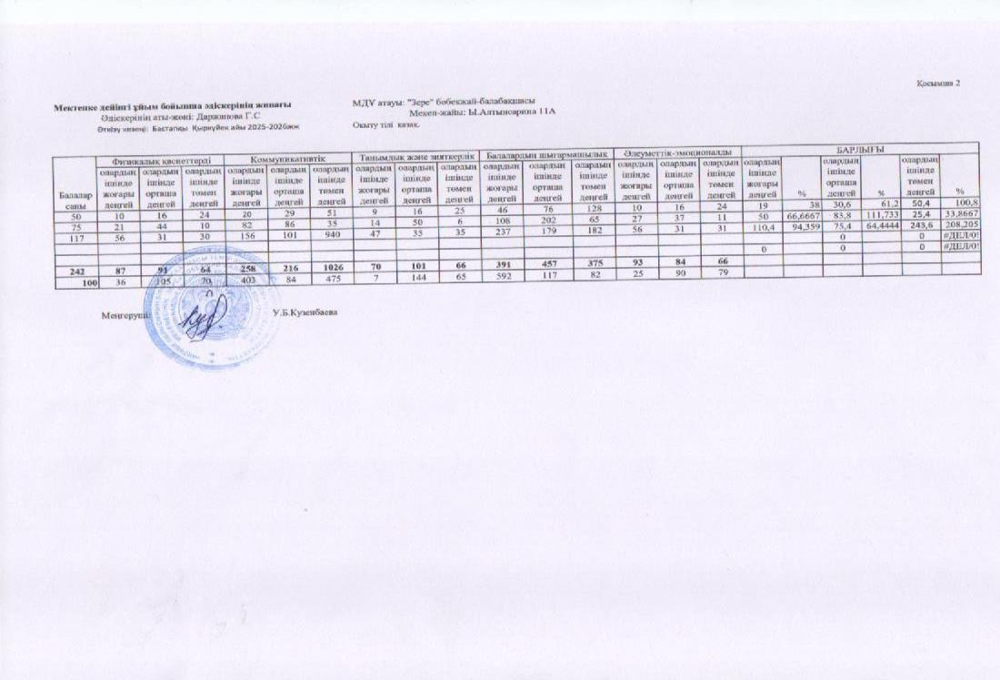 Қосымша 2
Мектепке дейінгі ұйым бойынша әдіскерінің жинағы
МДҰ атауы: "Зере" бөбекжай-балабақшасы
Әдіскерінің аты-жөні: Даржанова Г.С
Мекен-жайы: Ы.Алтынсарина 11А
Өткізу кезеңі: Бастапқы Қыркүйек айы 2025-2026жж
Оқыту тілі қазақ.
Балалар саны Физикалық қасиеттерді Коммуникативтік Танымдық және зияткерлік Балалардың шығармашылық Әлеуметтік-эмоционалды БАРЛЫҒЫ
олардың ішінде жоғары деңгей олардың ішінде орташа деңгей олардың ішінде төмен деңгей олардың ішінде жоғары деңгей олардың ішінде орташа деңгей олардың ішінде төмен деңгей олардың ішінде жоғары деңгей олардың ішінде орташа деңгей олардың ішінде төмен деңгей олардың ішінде жоғары деңгей олардың ішінде орташа деңгей олардың ішінде төмен деңгей олардың ішінде жоғары деңгей олардың ішінде орташа деңгей олардың ішінде төмен деңгей олардың ішінде жоғары деңгей % олардың ішінде орташа деңгей % олардың ішінде төмен деңгей %
50 10 16 24 20 29 51 9 16 25 46 76 128 10 16 24 19 38 30,6 61,2 50,4 100,8
75 21 44 10 82 86 35 14 50 6 108 202 65 27 37 11 50 66,6667 83,8 111,733 25,4 33,8667
117 56 31 30 156 101 940 47 35 35 237 179 182 56 31 31 110,4 94,359 75,4 64,4444 243,6 208,205
0 0 #ДЕЛ/0!
0 0 0 #ДЕЛ/0!
242 87 91 64 258 216 1026 70 101 66 391 457 375 93 84 66
100 36 105 70 403 84 475 7 144 65 592 117 82 25 90 79
Меңгеруші: У.Б.Кузенбаева